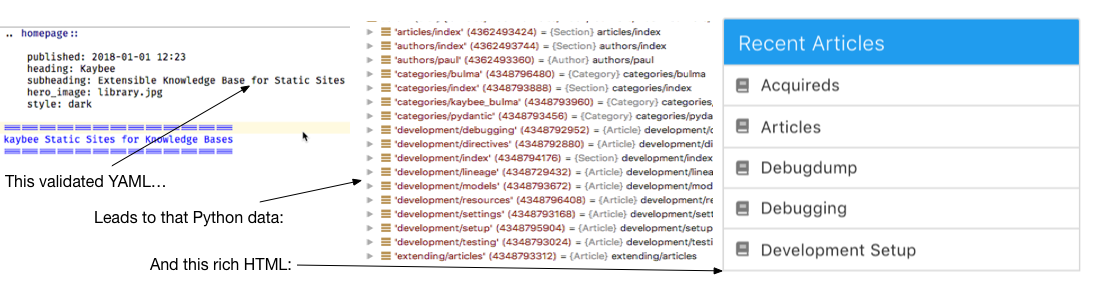 .. homepage::
published: 2018-01-01 12:23
heading: Kaybee
subheading: Extensible Knowledge Base for Static Sites
hero_image: library.jpg
style: dark
kaybee Static Sites for Knowledge Bases
This validated YAML…
Leads to that Python data:
And this rich HTML:
'articles/index' (4362493424) = {Section} articles/index
'authors/index' (4362493744) = {Section} authors/index
'authors/paul' (4362493360) = {Author} authors/paul
'categories/bulma' (4348796480) = {Category} categories/bulma
'categories/index' (4348793888) = {Section} categories/index
'categories/kaybee_bulma' (4348793960) = {Category} categories,
'categories/pydantic' (4348793456) = {Category} categories/pyda
'development/debugging' (4348792952) = {Article} development/c
'development/directives' (4348792880) = {Article} development/di
'development/index' (4348794176) = {Section} development/index
'development/lineage' (4348729432) = {Article} development/linea
'development/models' (4348793672) = {Article} development/mod
'development/resources' (4348796408) = {Article} development/re
'development/settings' (4348793168) = {Article} development/sett
'development/setup' (4348795904) = {Article} development/setup
'development/testing' (4348793024) = {Article} development/testi
'extending/articles' (4348793312) = {Article} extending/articles
Recent Articles
Acquireds
Articles
Debugdump
Debugging
Development Setup